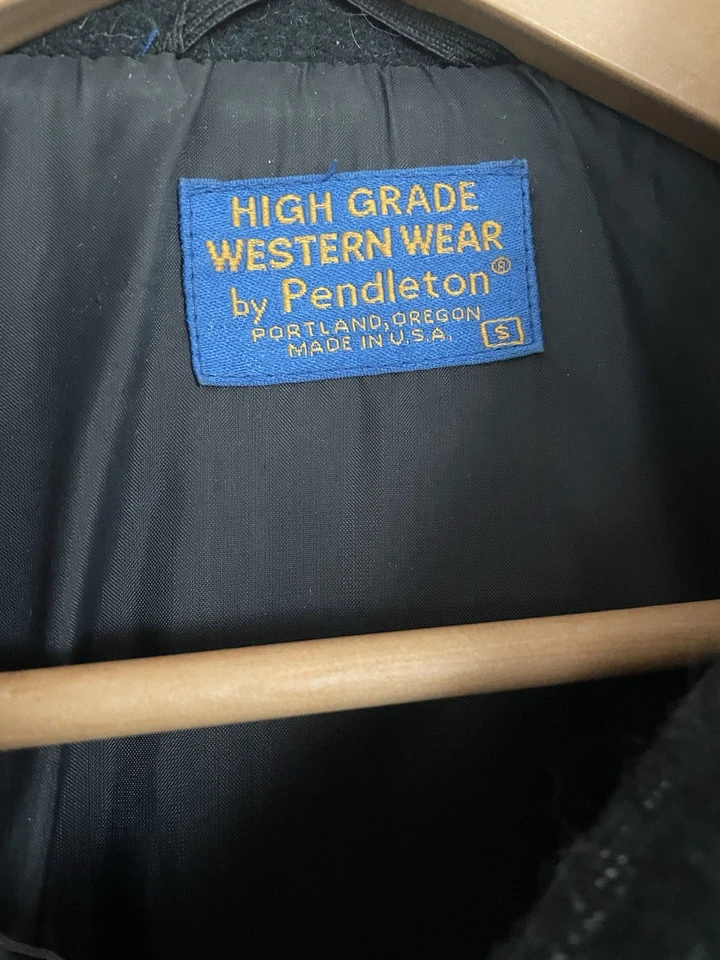 HIGH GRADE
WESTERN WEAR
by Pendleton®
PORTLAND, OREGON
MADE IN U.S.A. S